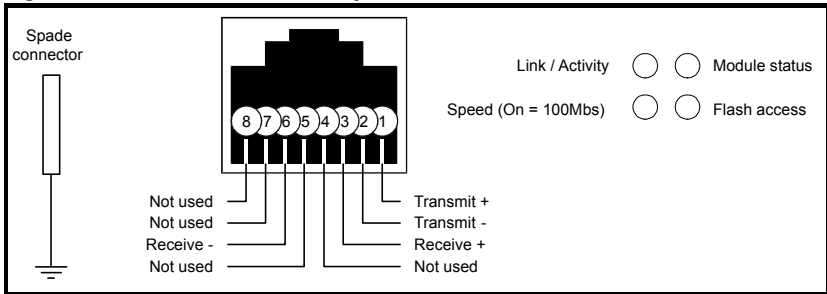 Spade
connector
Link / Activity
Module status
Speed (On = 100Mbs)
Flash access
8 7 6 5 4 3 2 1
Not used
Not used
Receive -
Not used
Transmit +
Transmit -
Receive +
Not used